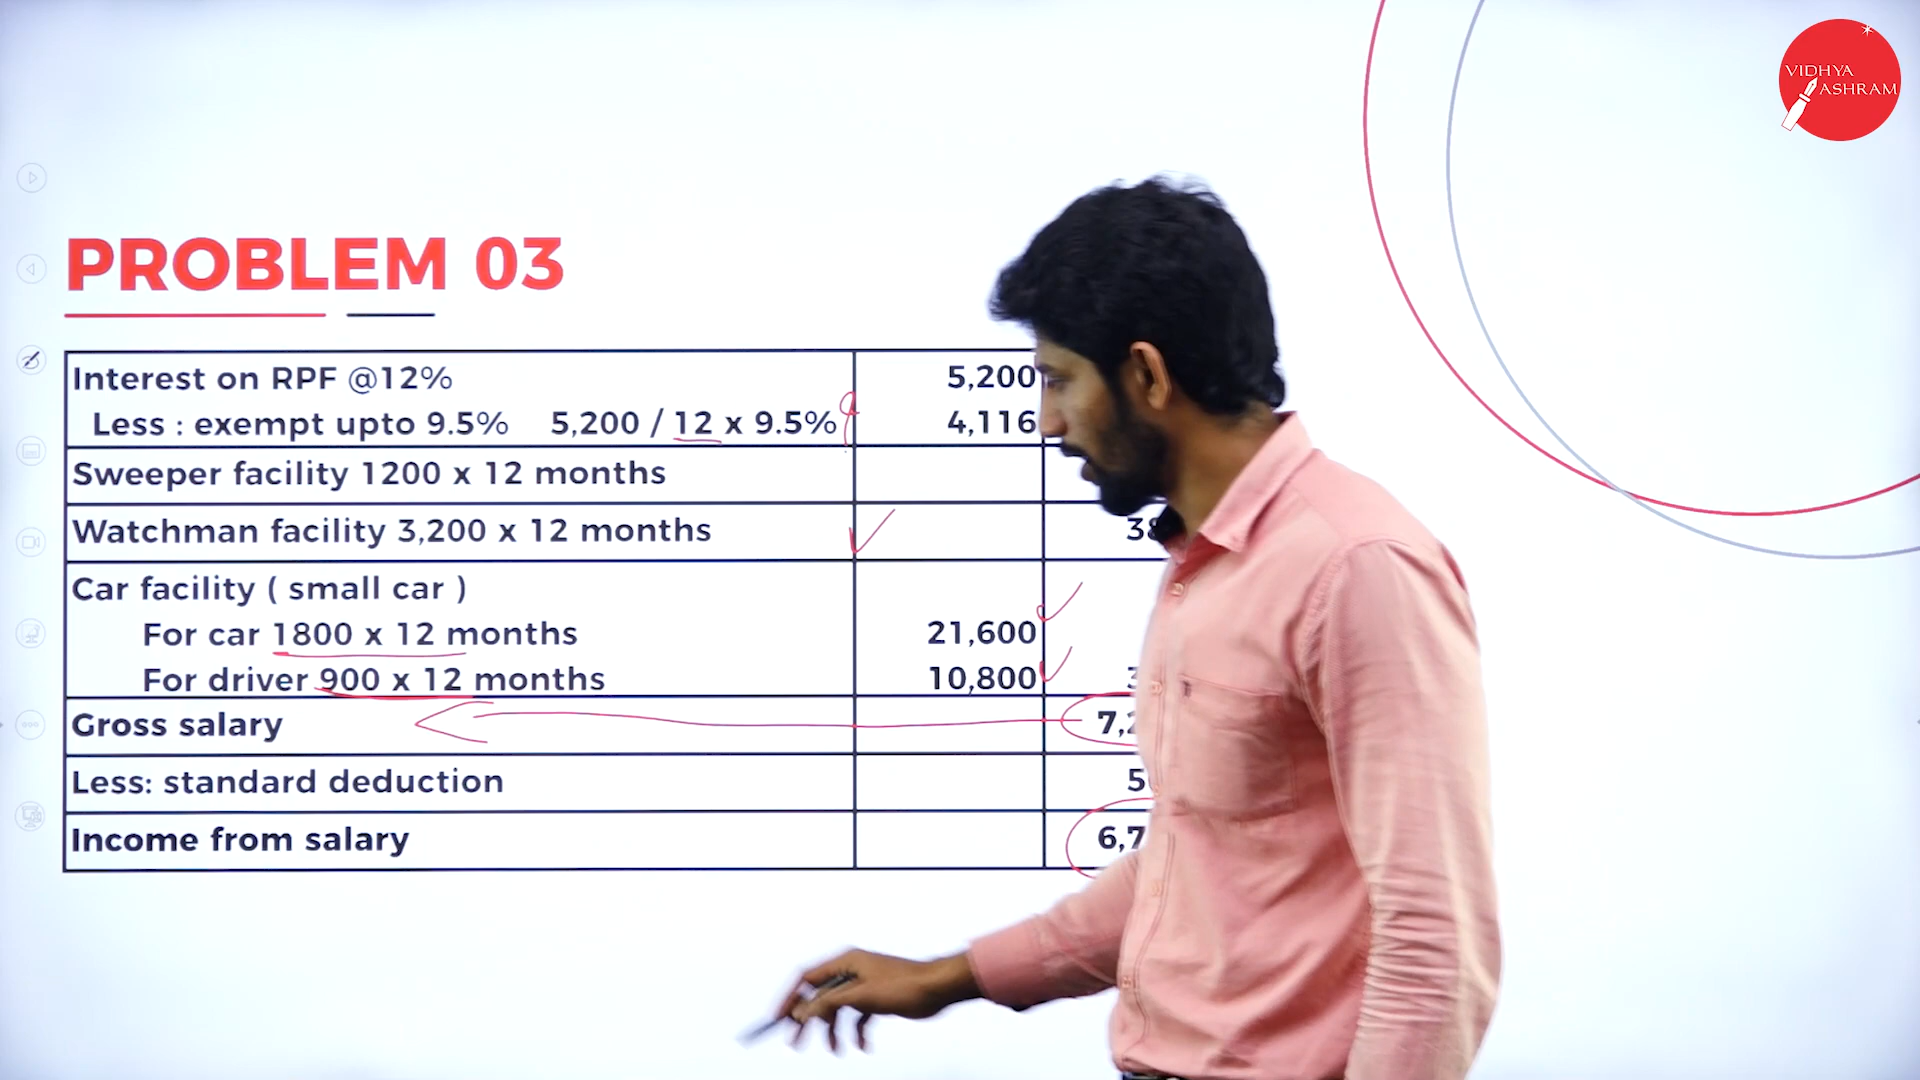 VIDHYA
ASHRAM
PROBLEM 03
Interest on RPF @12% 5,200
Less : exempt upto 9.5% 5,200 / 12 x 9.5% 4,116
Sweeper facility 1200 x 12 months
Watchman facility 3,200 x 12 months
Car facility ( small car )
For car 1800 x 12 months 21,600
For driver 900 x 12 months 10,800
Gross salary
Less: standard deduction
Income from salary